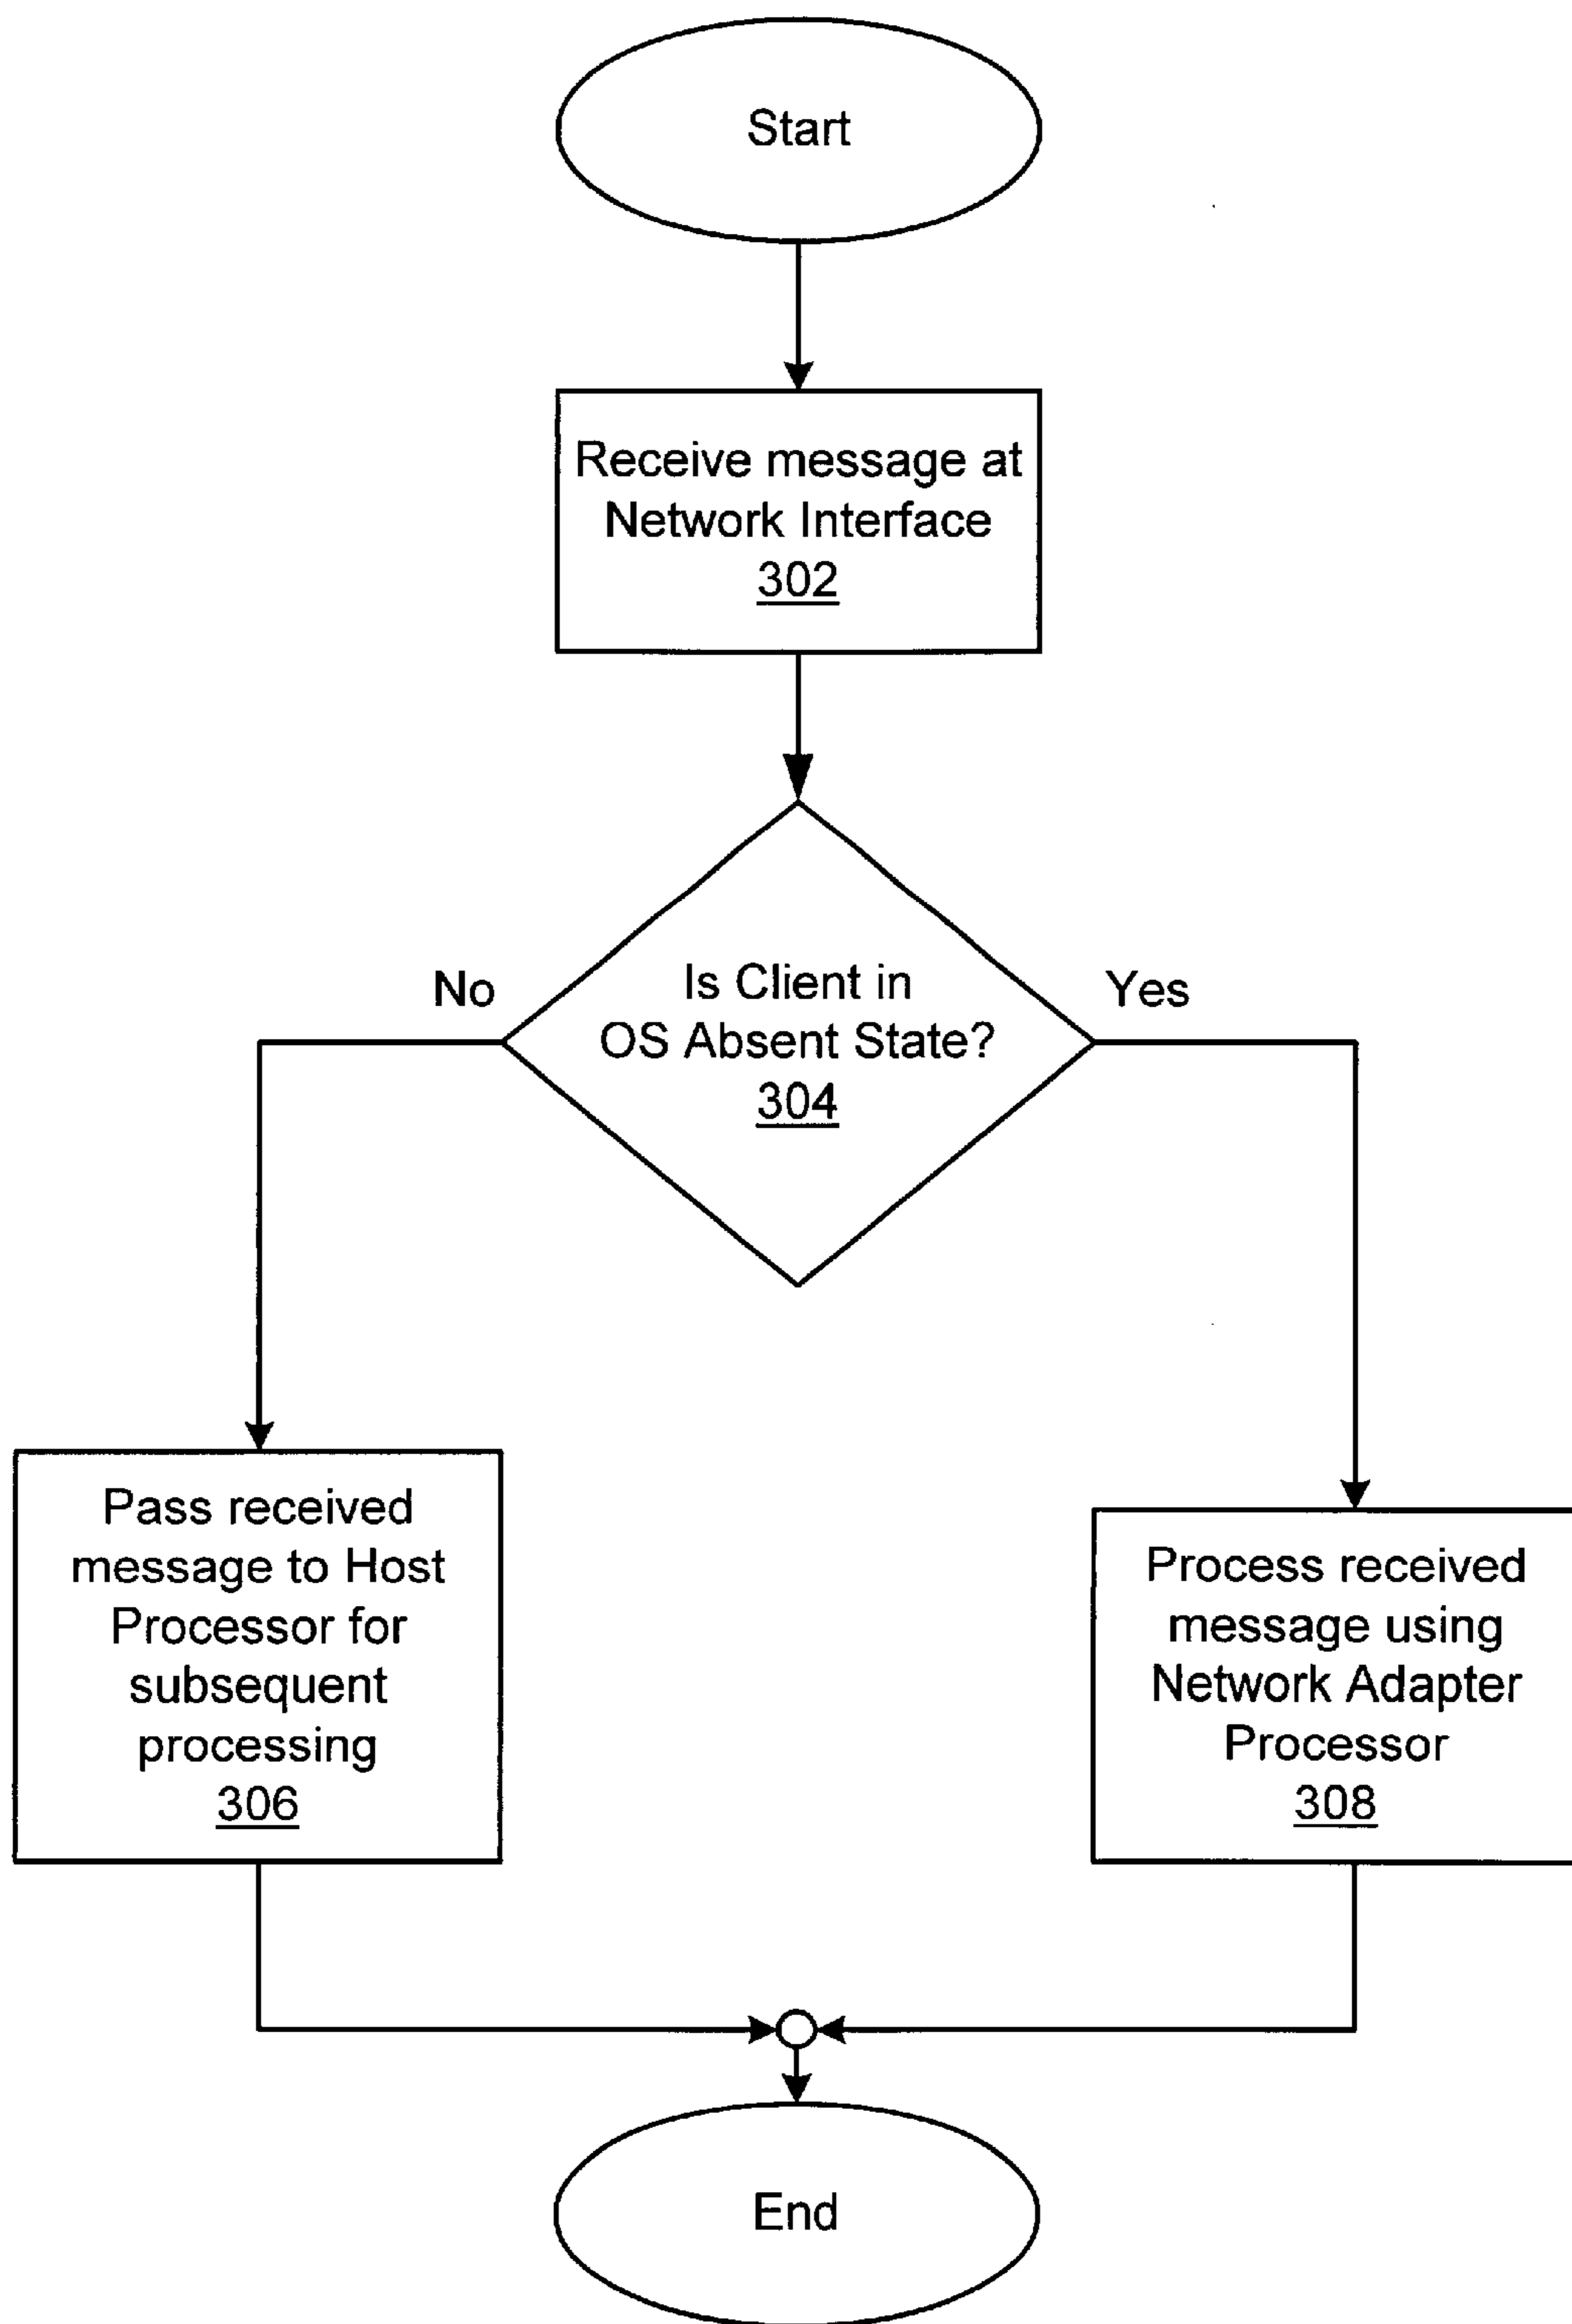 Start
Receive message at
Network Interface
302
Is Client in
OS Absent State?
304
No
Yes
Pass received
message to Host
Processor for
subsequent
processing
306
Process received
message using
Network Adapter
Processor
308
End